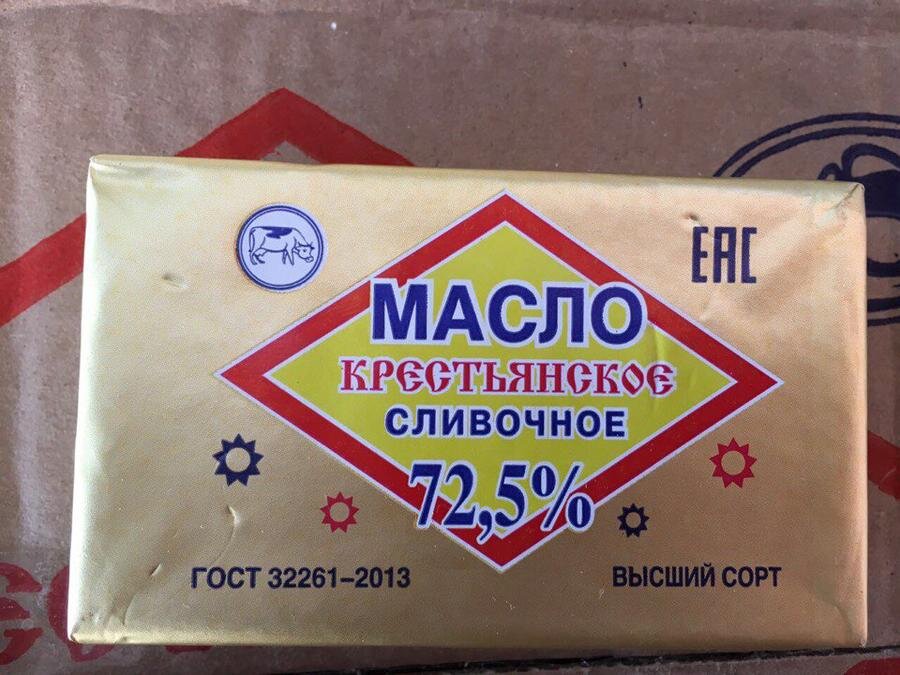 ЕАС
МАСЛО
КРЕСТЬЯНСКОЕ
СЛИВОЧНОЕ
72,5%
ГОСТ 32261–2013
ВЫСШИЙ СОРТ